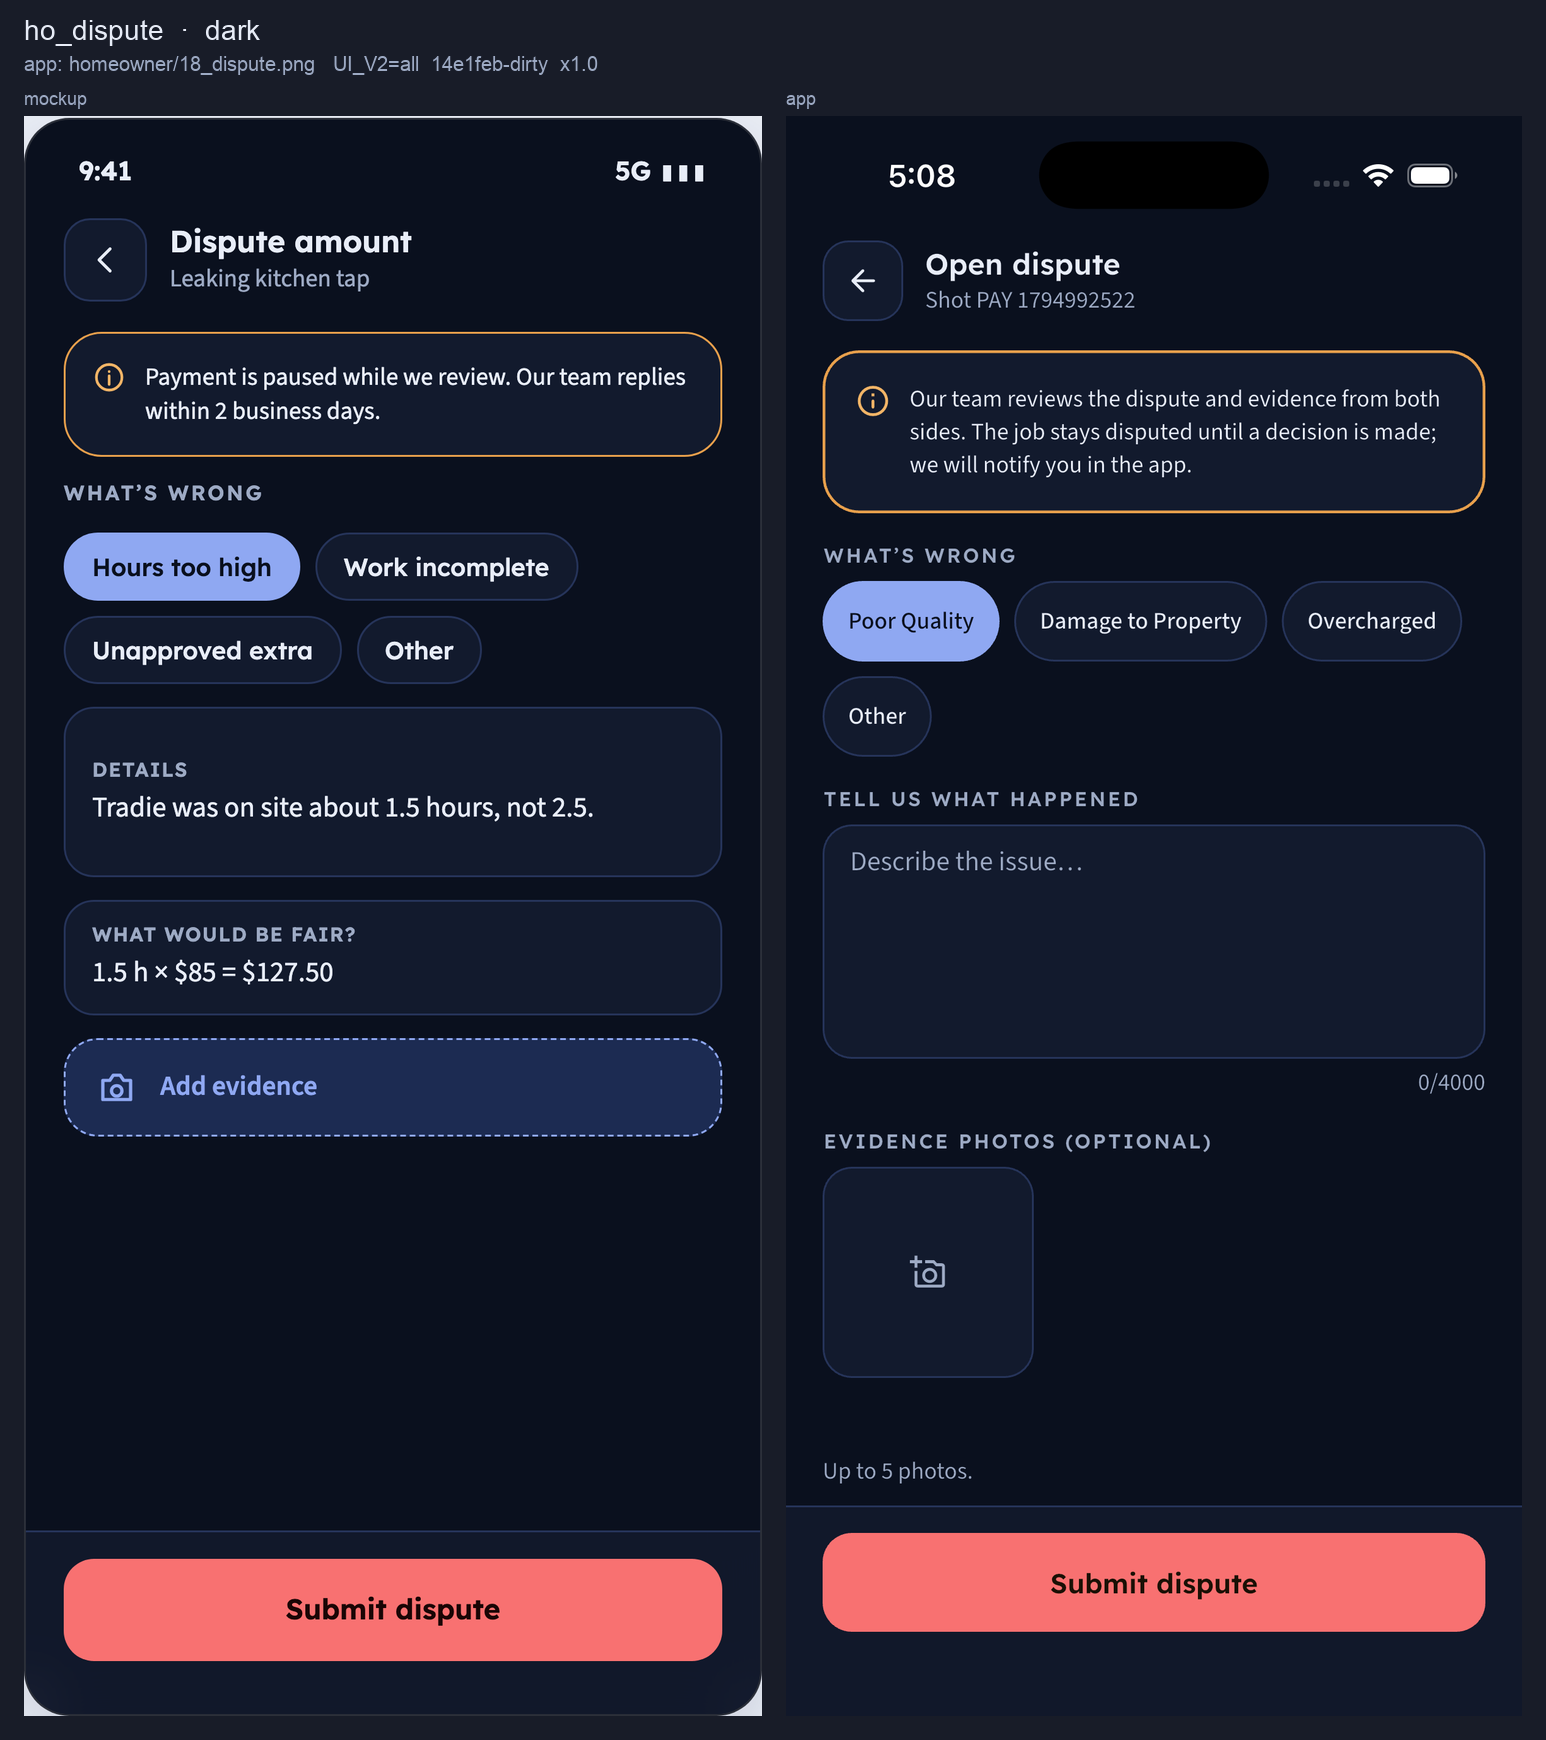 ho_dispute · dark
app: homeowner/18_dispute.png UI_V2=all 14e1feb-dirty x1.0
mockup
9:41
5G
Dispute amount
Leaking kitchen tap
Payment is paused while we review. Our team replies
within 2 business days.
WHAT’S WRONG
Hours too high
Work incomplete
Unapproved extra
Other
DETAILS
Tradie was on site about 1.5 hours, not 2.5.
WHAT WOULD BE FAIR?
1.5 h × $85 = $127.50
Add evidence
Submit dispute
app
5:08
Open dispute
Shot PAY 1794992522
Our team reviews the dispute and evidence from both
sides. The job stays disputed until a decision is made;
we will notify you in the app.
WHAT’S WRONG
Poor Quality
Damage to Property
Overcharged
Other
TELL US WHAT HAPPENED
Describe the issue…
0/4000
EVIDENCE PHOTOS (OPTIONAL)
Up to 5 photos.
Submit dispute